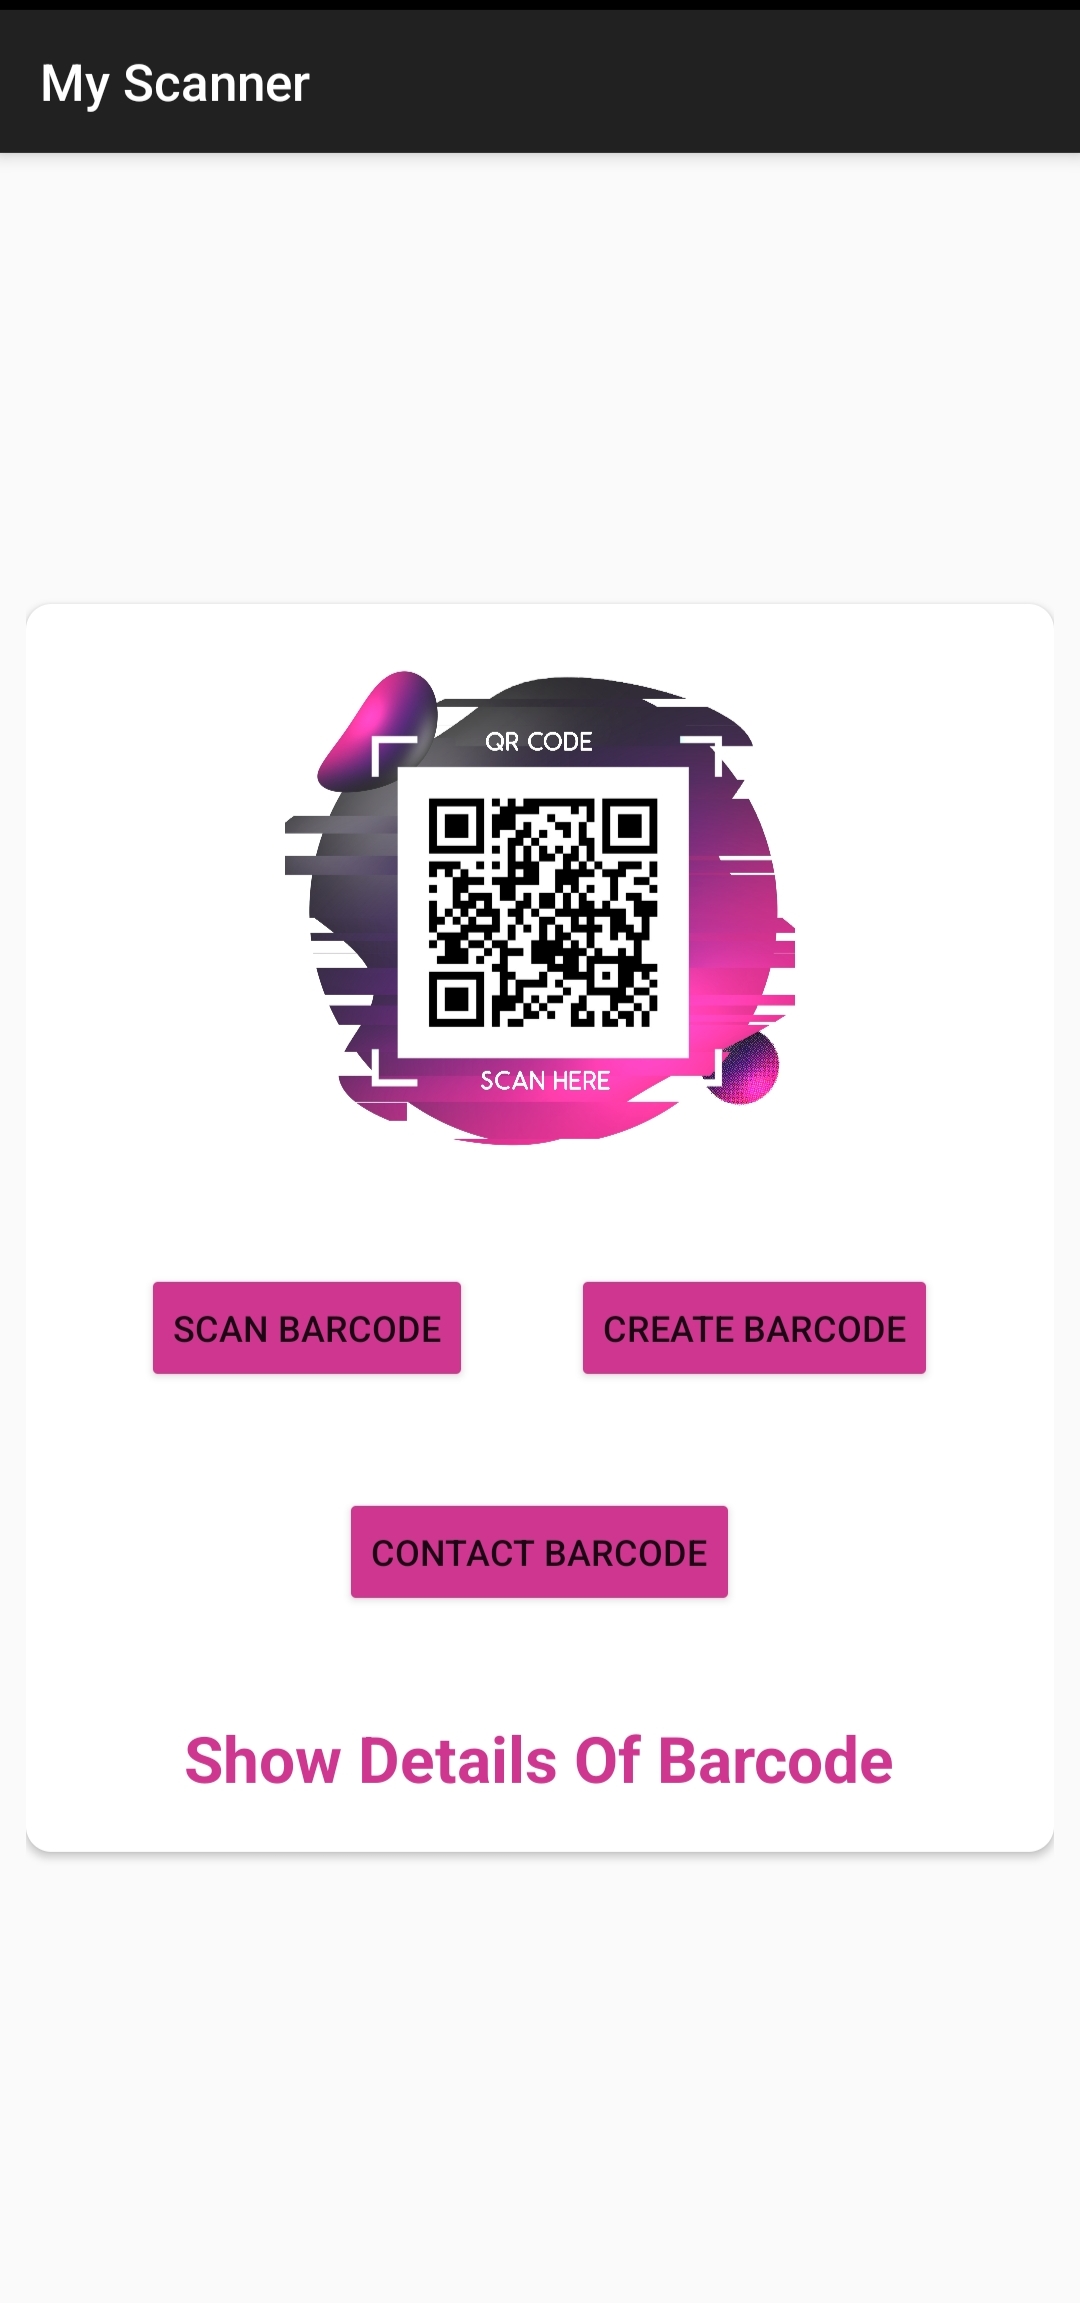 My Scanner
QR CODE
SCAN HERE
SCAN BARCODE
CREATE BARCODE
CONTACT BARCODE
Show Details Of Barcode